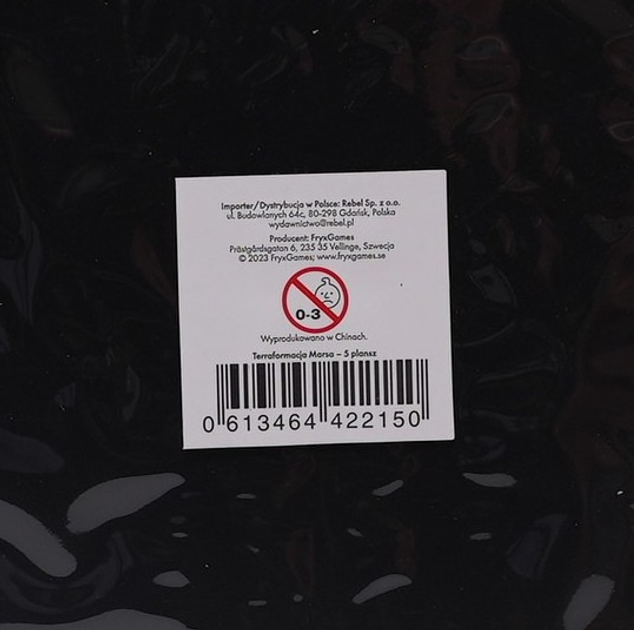 Importer/Dystrybucja w Polsce: Rebel Sp. z o.o.
ul. Budowlanych 64c, 80-298 Gdańsk, Polska
wydawnictwo@rebel.pl
Producent: FryxGames
Prästgårdsgatan 6, 235 35 Vellinge, Szwecja
© 2023 FryxGames; www.fryxgames.se
0-3
Wyprodukowano w Chinach.
Terraformacja Marsa – 5 plansz
0 613464 422150